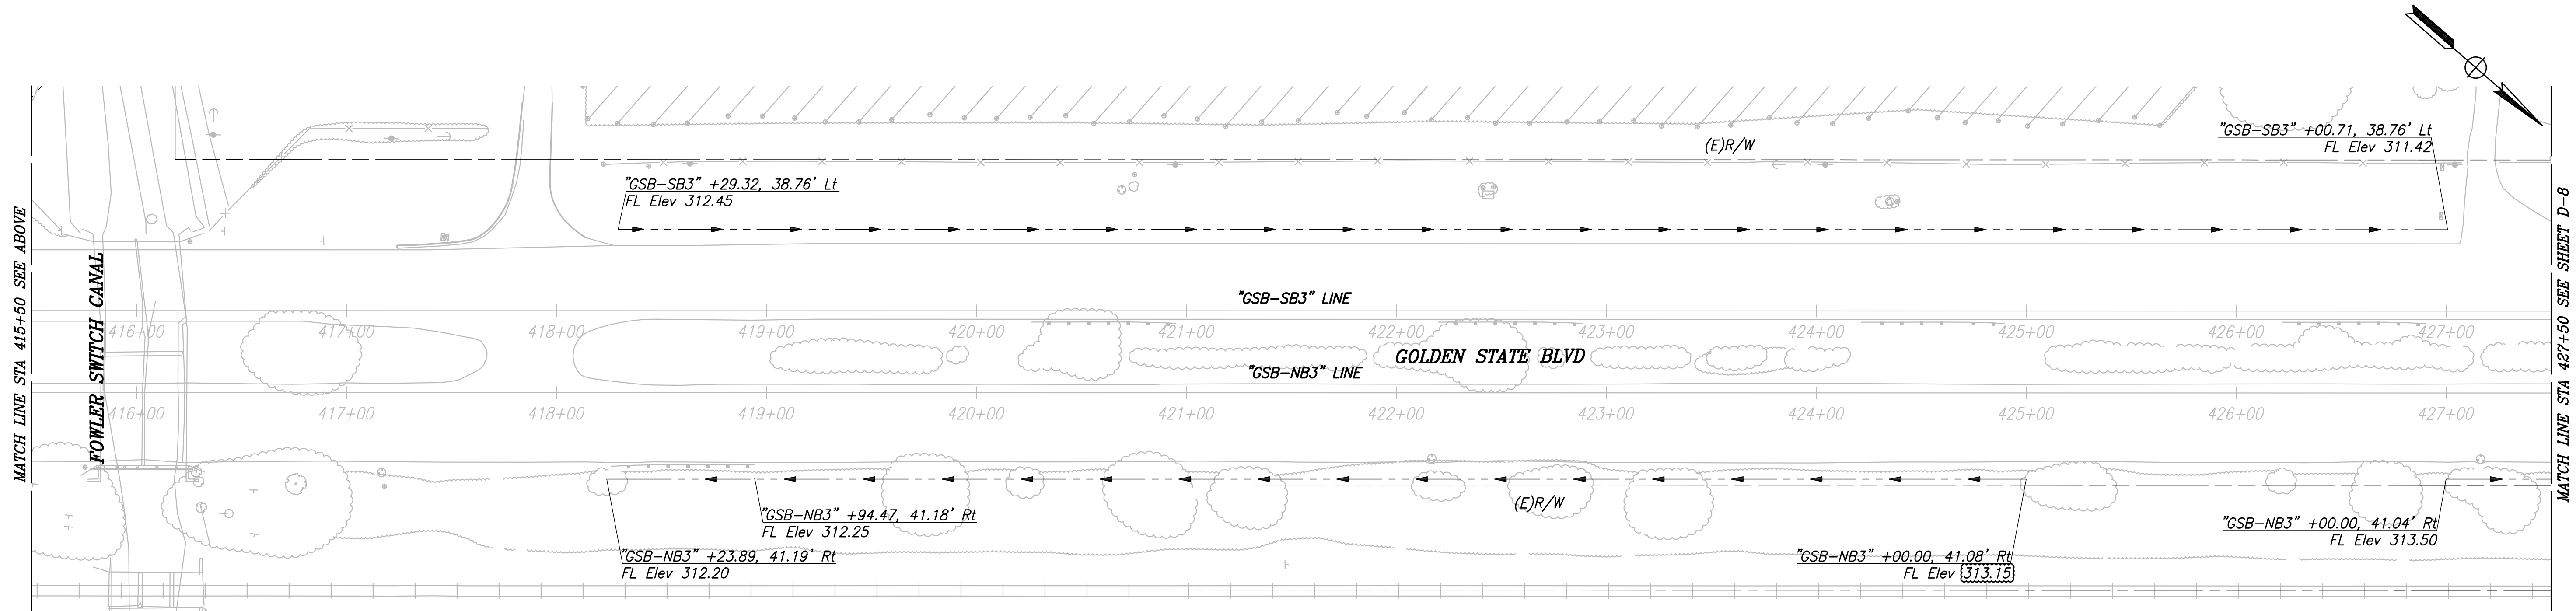 "GSB-SB3" +00.71, 38.76' Lt
FL Elev 311.42
(E)R/W
"GSB-SB3" +29.32, 38.76' Lt
FL Elev 312.45
MATCH LINE STA 415+50 SEE ABOVE
FOWLER SWITCH CANAL
MATCH LINE STA 427+50 SEE SHEET D-8
"GSB-SB3" LINE
416+00 417+00 418+00 419+00 420+00 421+00 422+00 423+00 424+00 425+00 426+00 427+00
GOLDEN STATE BLVD
"GSB-NB3" LINE
416+00 417+00 418+00 419+00 420+00 421+00 422+00 423+00 424+00 425+00 426+00 427+00
(E)R/W
"GSB-NB3" +94.47, 41.18' Rt
FL Elev 312.25
"GSB-NB3" +00.00, 41.04' Rt
FL Elev 313.50
"GSB-NB3" +23.89, 41.19' Rt
FL Elev 312.20
"GSB-NB3" +00.00, 41.08' Rt
FL Elev 313.15